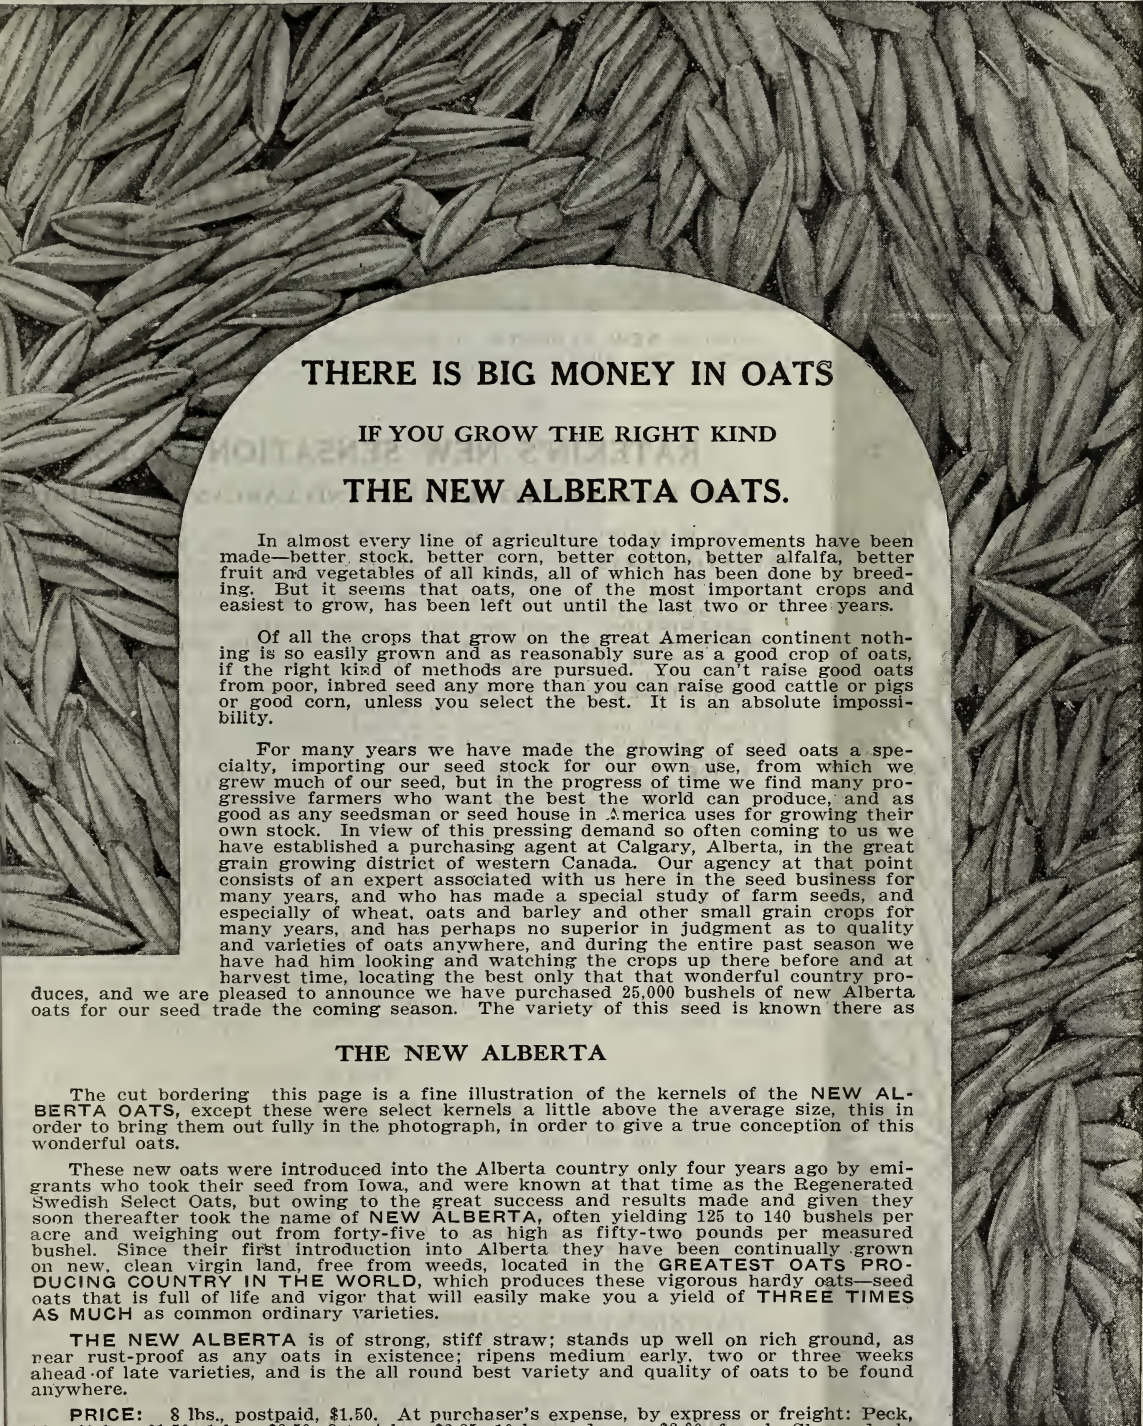 THERE IS BIG MONEY IN OATS
IF YOU GROW THE RIGHT KIND
THE NEW ALBERTA OATS.
In almost every line of agriculture today improvements have been
made—better stock. better corn, better cotton, better alfalfa, better
fruit and vegetables of all kinds, all of which has been done by breed-
ing. But it seems that oats, one of the most important crops and
easiest to grow, has been left out until the last two or three years.
Of all the crops that grow on the great American continent noth-
ing is so easily grown and as reasonably sure as a good crop of oats,
if the right kind of methods are pursued. You can't raise good oats
from poor, inbred seed any more than you can raise good cattle or pigs
or good corn, unless you select the best. It is an absolute impossi-
bility.
For many years we have made the growing of seed oats a spe-
cialty, importing our seed stock for our own use, from which we
grew much of our seed, but in the progress of time we find many pro-
gressive farmers who want the best the world can produce, and as
good as any seedsman or seed house in America uses for growing their
own stock. In view of this pressing demand so often coming to us we
have established a purchasing agent at Calgary, Alberta, in the great
grain growing district of western Canada. Our agency at that point
consists of an expert associated with us here in the seed business for
many years, and who has made a special study of farm seeds, and
especially of wheat, oats and barley and other small grain crops for
many years, and has perhaps no superior in judgment as to quality
and varieties of oats anywhere, and during the entire past season we
have had him looking and watching the crops up there before and at
harvest time, locating the best only that that wonderful country pro-
duces, and we are pleased to announce we have purchased 25,000 bushels of new Alberta
oats for our seed trade the coming season. The variety of this seed is known there as
THE NEW ALBERTA
The cut bordering this page is a fine illustration of the kernels of the NEW AL-
BERTA OATS, except these were select kernels a little above the average size, this in
order to bring them out fully in the photograph, in order to give a true conception of this
wonderful oats.
These new oats were introduced into the Alberta country only four years ago by emi-
grants who took their seed from Iowa, and were known at that time as the Regenerated
Swedish Select Oats, but owing to the great success and results made and given they
soon thereafter took the name of NEW ALBERTA, often yielding 125 to 140 bushels per
acre and weighing out from forty-five to as high as fifty-two pounds per measured
bushel. Since their first introduction into Alberta they have been continually grown
on new, clean virgin land, free from weeds, located in the GREATEST OATS PRO-
DUCING COUNTRY IN THE WORLD, which produces these vigorous hardy oats—seed
oats that is full of life and vigor that will easily make you a yield of THREE TIMES
AS MUCH as common ordinary varieties.
THE NEW ALBERTA is of strong, stiff straw; stands up well on rich ground, as
near rust-proof as any oats in existence; ripens medium early, two or three weeks
ahead of late varieties, and is the all round best variety and quality of oats to be found
anywhere.
PRICE: 8 lbs., postpaid, $1.50. At purchaser's expense, by express or freight: Peck,